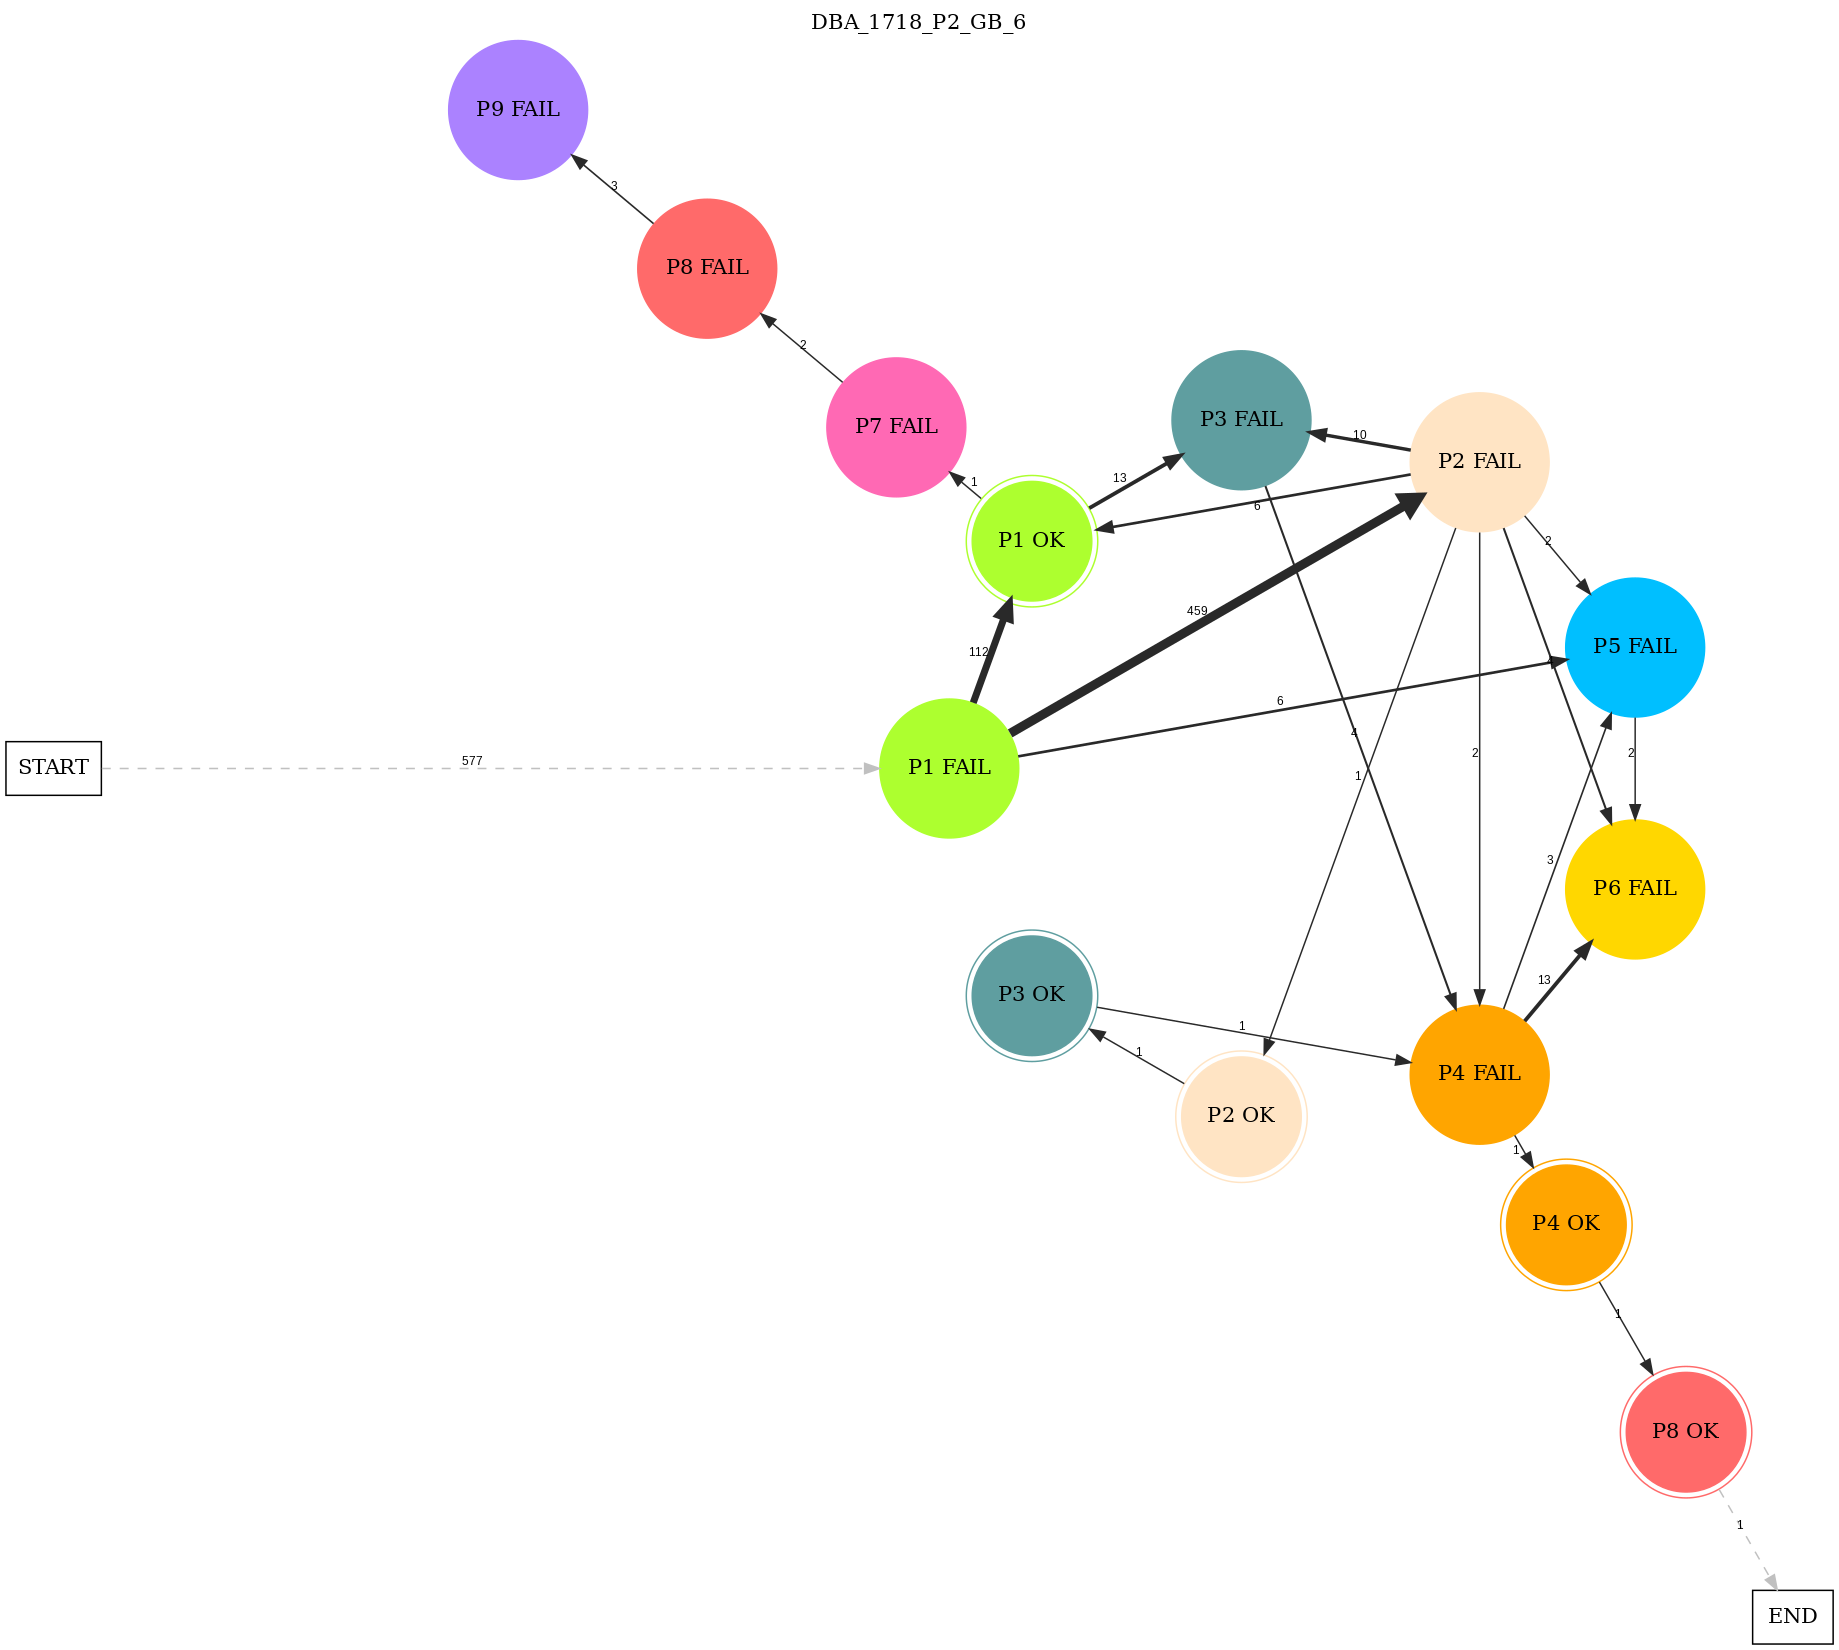 DBA_1718_P2_GB_6
P9 FAIL
3
P8 FAIL
2
P7 FAIL
1
P3 FAIL
10
P2 FAIL
13
6
P1 OK
2
459
112
P5 FAIL
6
P1 FAIL
START
577
4
1
2
2
3
P6 FAIL
13
P3 OK
1
1
P4 FAIL
P2 OK
1
P4 OK
1
P8 OK
1
END